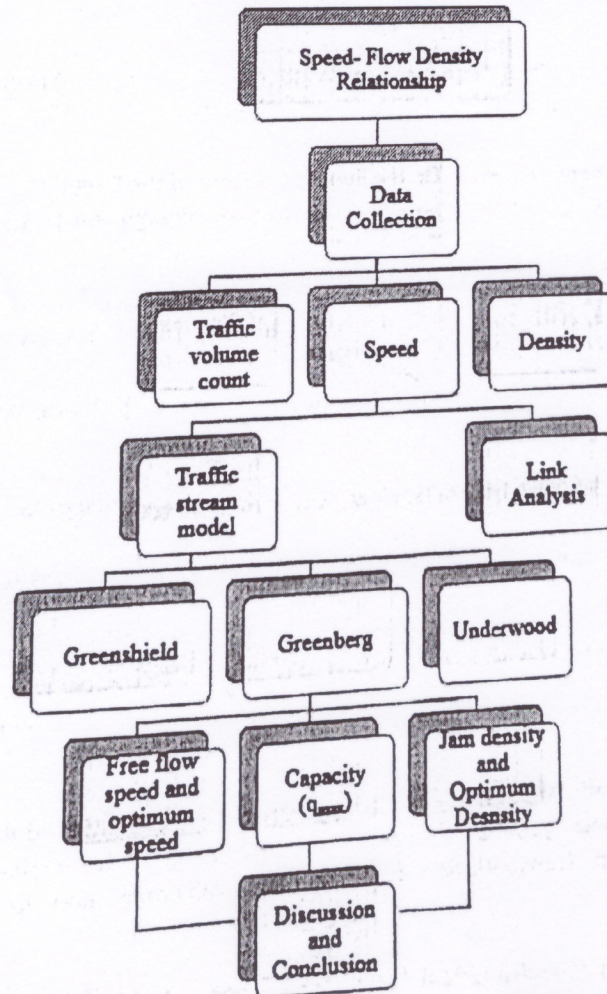 Speed- Flow Density
Relationship
Data
Collection
Traffic
volume
count
Speed
Density
Traffic
stream
model
Link
Analysis
Greenshield
Greenberg
Underwood
Free flow
speed and
optimum
speed
Capacity
(qmax)
Jam density
and
Optimum
Desnsity
Discussion
and
Conclusion